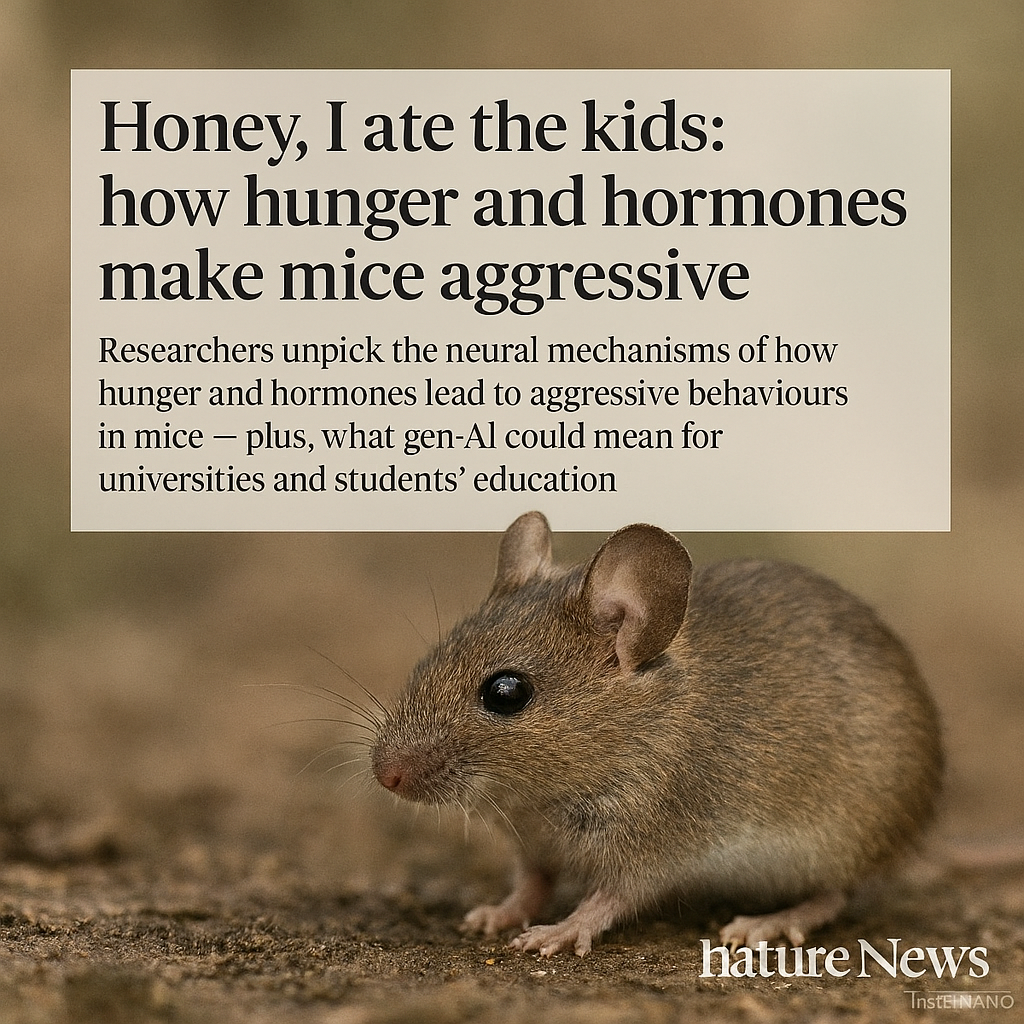 Honey, I ate the kids:
how hunger and hormones
make mice aggressive
Researchers unpick the neural mechanisms of how
hunger and hormones lead to aggressive behaviours
in mice — plus, what gen-AI could mean for
universities and students’ education
hature News